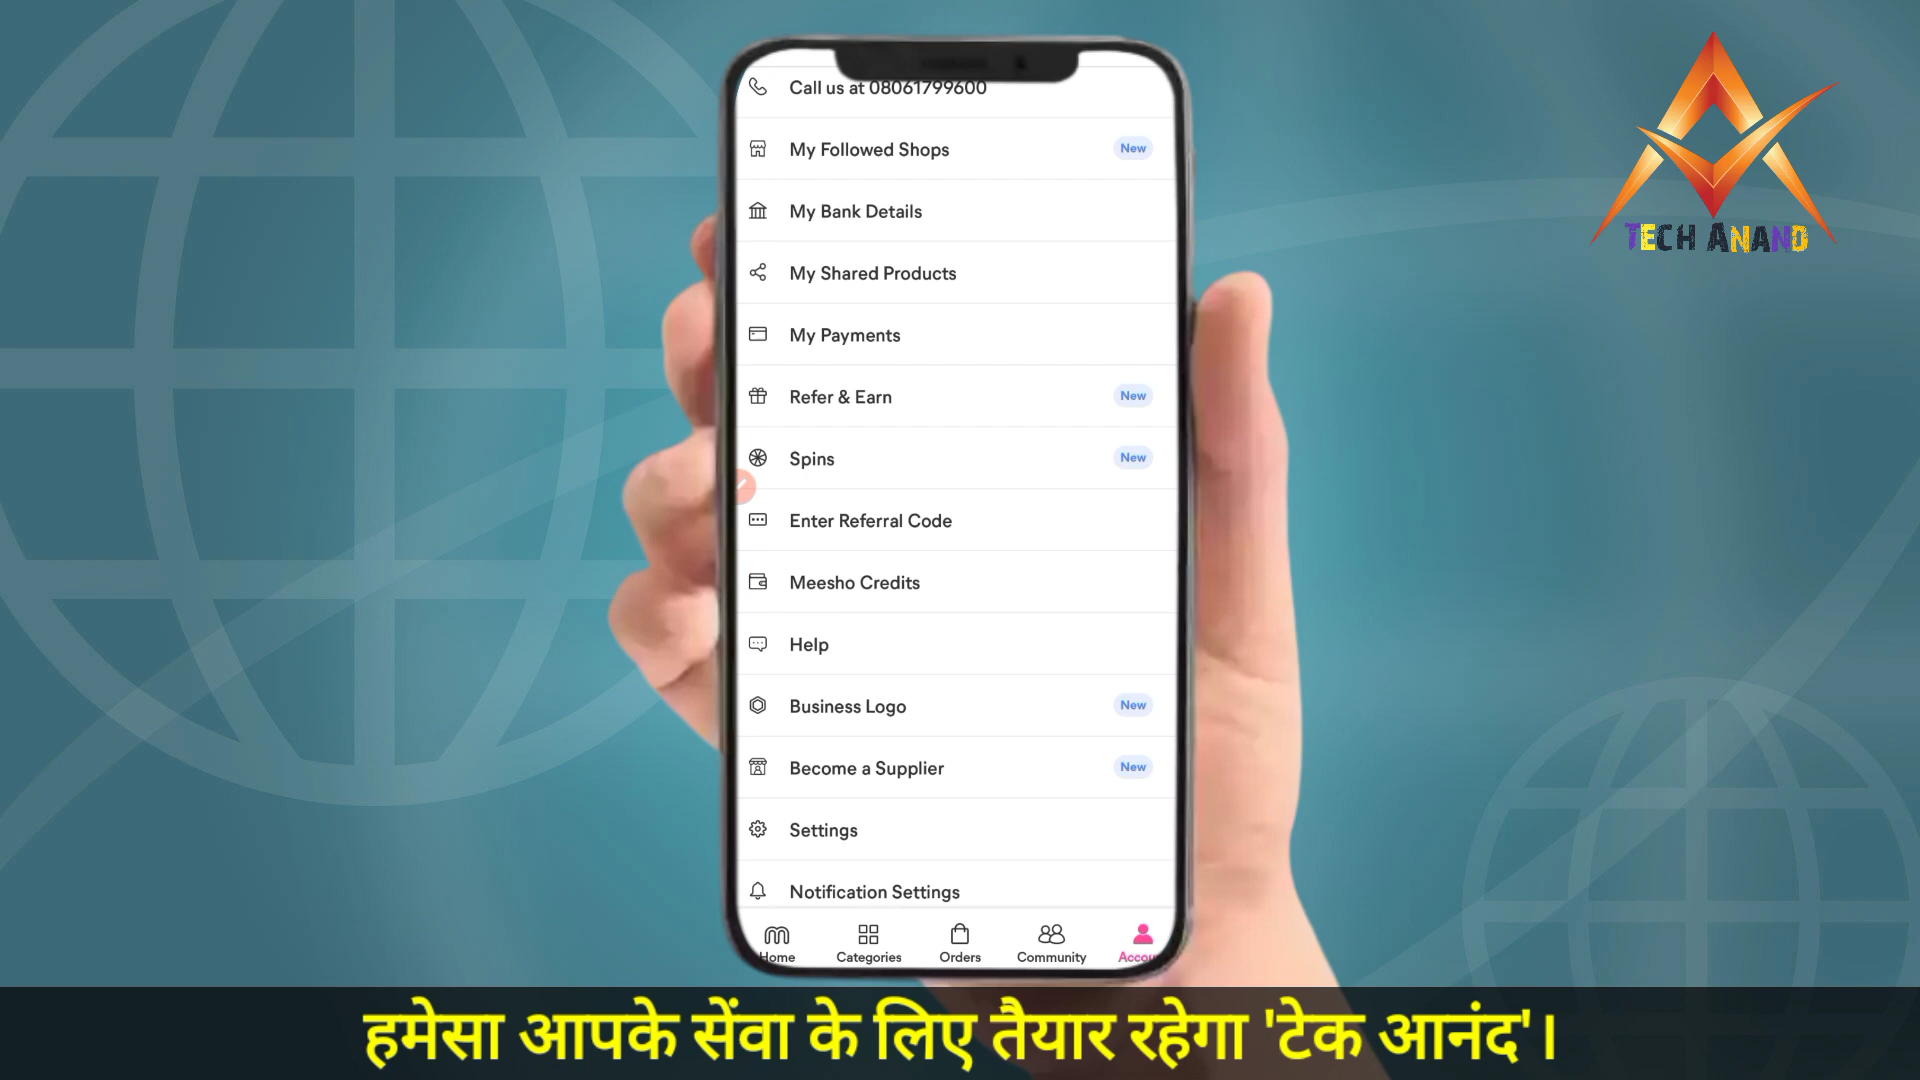 Call us at 08061799600
My Followed Shops New
My Bank Details
My Shared Products
My Payments
Refer & Earn New
Spins New
Enter Referral Code
Meesho Credits
Help
Business Logo New
Become a Supplier New
Settings
Notification Settings
Home Categories Orders Community Accou
TECH ANAND
हमेसा आपके सेंवा के लिए तैयार रहेगा 'टेक आनंद'।